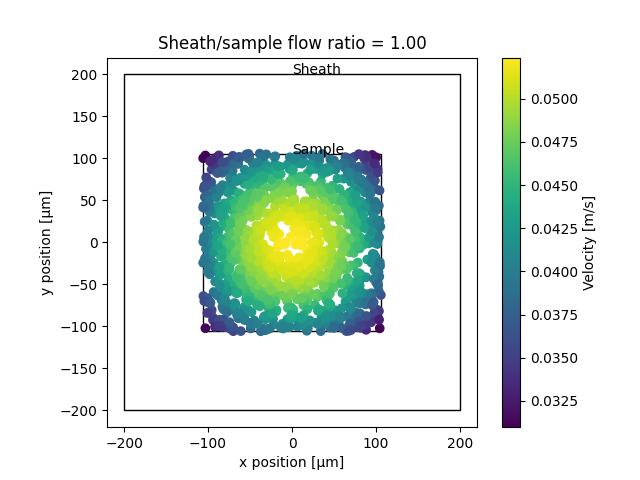 Sheath/sample flow ratio = 1.00
Sheath
Sample
200
150
100
50
0
−50
−100
−150
−200
y position [µm]
−200 −100 0 100 200
x position [µm]
0.0500
0.0475
0.0450
0.0425
0.0400
0.0375
0.0350
0.0325
Velocity [m/s]